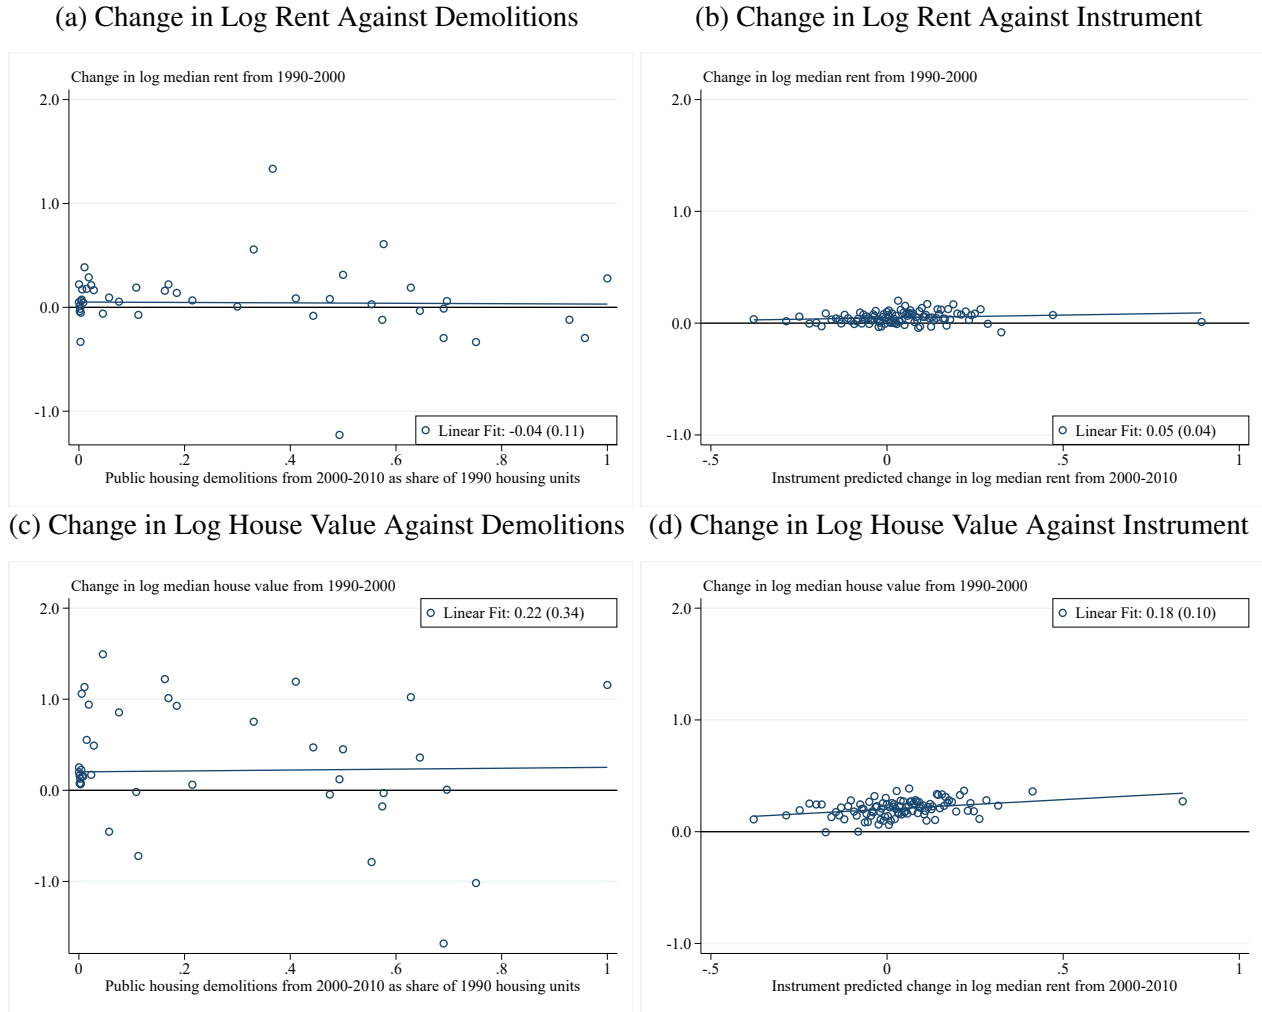 (a) Change in Log Rent Against Demolitions
Change in log median rent from 1990-2000
2.0
1.0
0.0
-1.0
Linear Fit: -0.04 (0.11)
0 .2 .4 .6 .8 1
Public housing demolitions from 2000-2010 as share of 1990 housing units
(b) Change in Log Rent Against Instrument
Change in log median rent from 1990-2000
2.0
1.0
0.0
-1.0
Linear Fit: 0.05 (0.04)
-.5 0 .5 1
Instrument predicted change in log median rent from 2000-2010
(c) Change in Log House Value Against Demolitions
Change in log median house value from 1990-2000
Linear Fit: 0.22 (0.34)
2.0
1.0
0.0
-1.0
0 .2 .4 .6 .8 1
Public housing demolitions from 2000-2010 as share of 1990 housing units
(d) Change in Log House Value Against Instrument
Change in log median house value from 1990-2000
Linear Fit: 0.18 (0.10)
2.0
1.0
0.0
-1.0
-.5 0 .5 1
Instrument predicted change in log median rent from 2000-2010